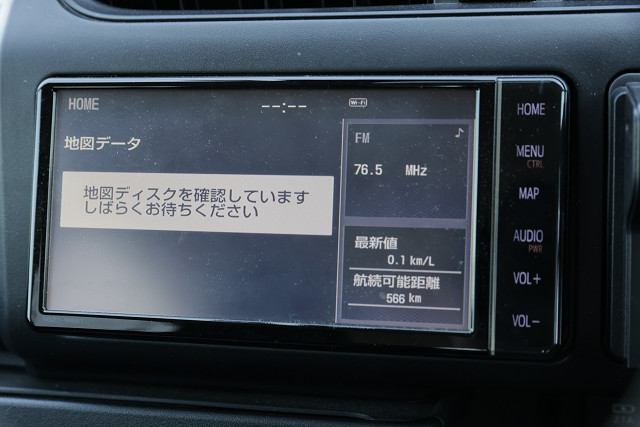 HOME
--:--
Wi-Fi
地図データ
地図ディスクを確認しています
しばらくお待ちください
FM
76.5 MHz
最新値
0.1 km/L
航続可能距離
566 km
HOME
MENU
CTRL
MAP
AUDIO
PWR
VOL+
VOL-